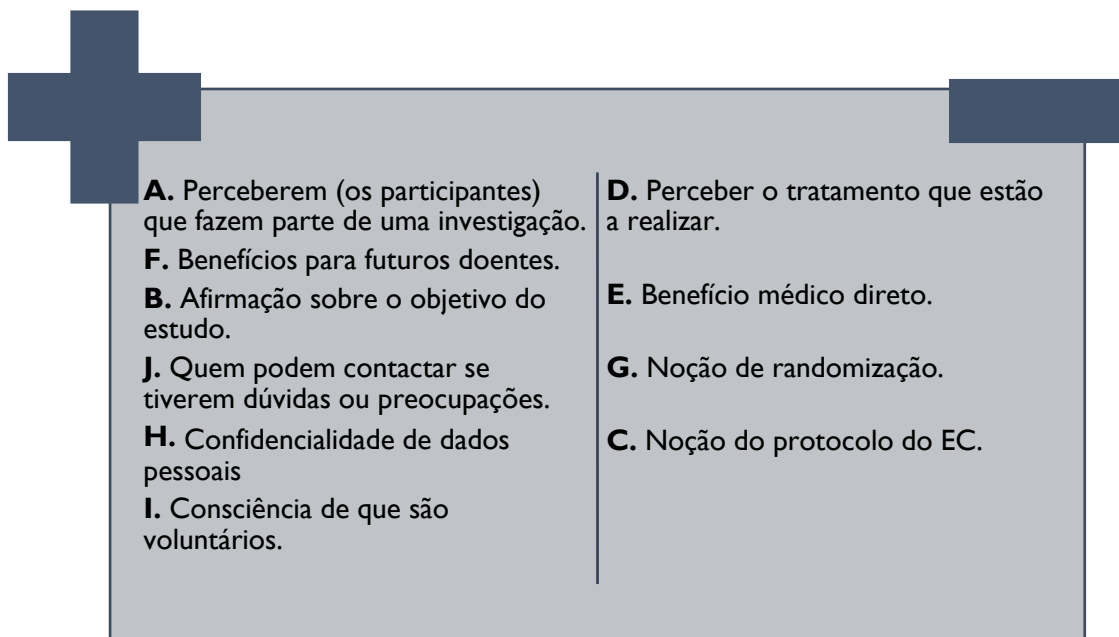 A. Perceberem (os participantes)
que fazem parte de uma investigação.
F. Benefícios para futuros doentes.
B. Afirmação sobre o objetivo do
estudo.
J. Quem podem contactar se
tiverem dúvidas ou preocupações.
H. Confidencialidade de dados
pessoais
I. Consciência de que são
voluntários.
D. Perceber o tratamento que estão
a realizar.
E. Benefício médico direto.
G. Noção de randomização.
C. Noção do protocolo do EC.